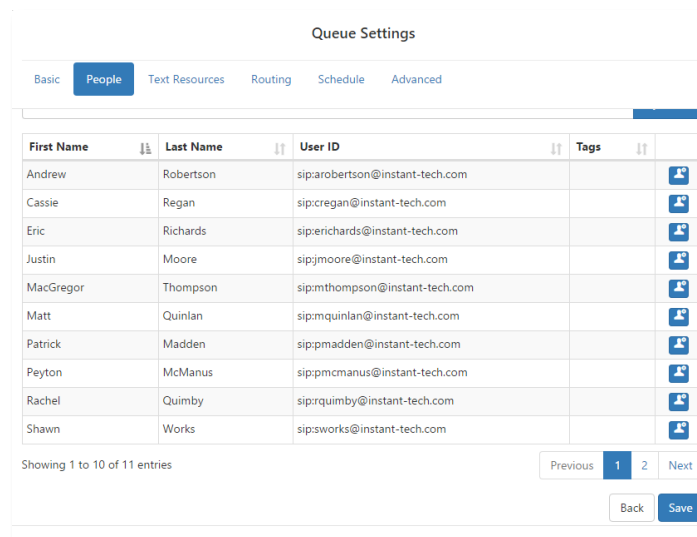 Queue Settings
Basic People Text Resources Routing Schedule Advanced
First Name Last Name User ID Tags
Andrew Robertson sip:arobertson@instant-tech.com
Cassie Regan sip:cregan@instant-tech.com
Eric Richards sip:erichards@instant-tech.com
Justin Moore sip:jmoore@instant-tech.com
MacGregor Thompson sip:mthompson@instant-tech.com
Matt Quinlan sip:mquinlan@instant-tech.com
Patrick Madden sip:pmadden@instant-tech.com
Peyton McManus sip:pmcmanus@instant-tech.com
Rachel Quimby sip:rquimby@instant-tech.com
Shawn Works sip:sworks@instant-tech.com
Showing 1 to 10 of 11 entries Previous 1 2 Next
Back Save